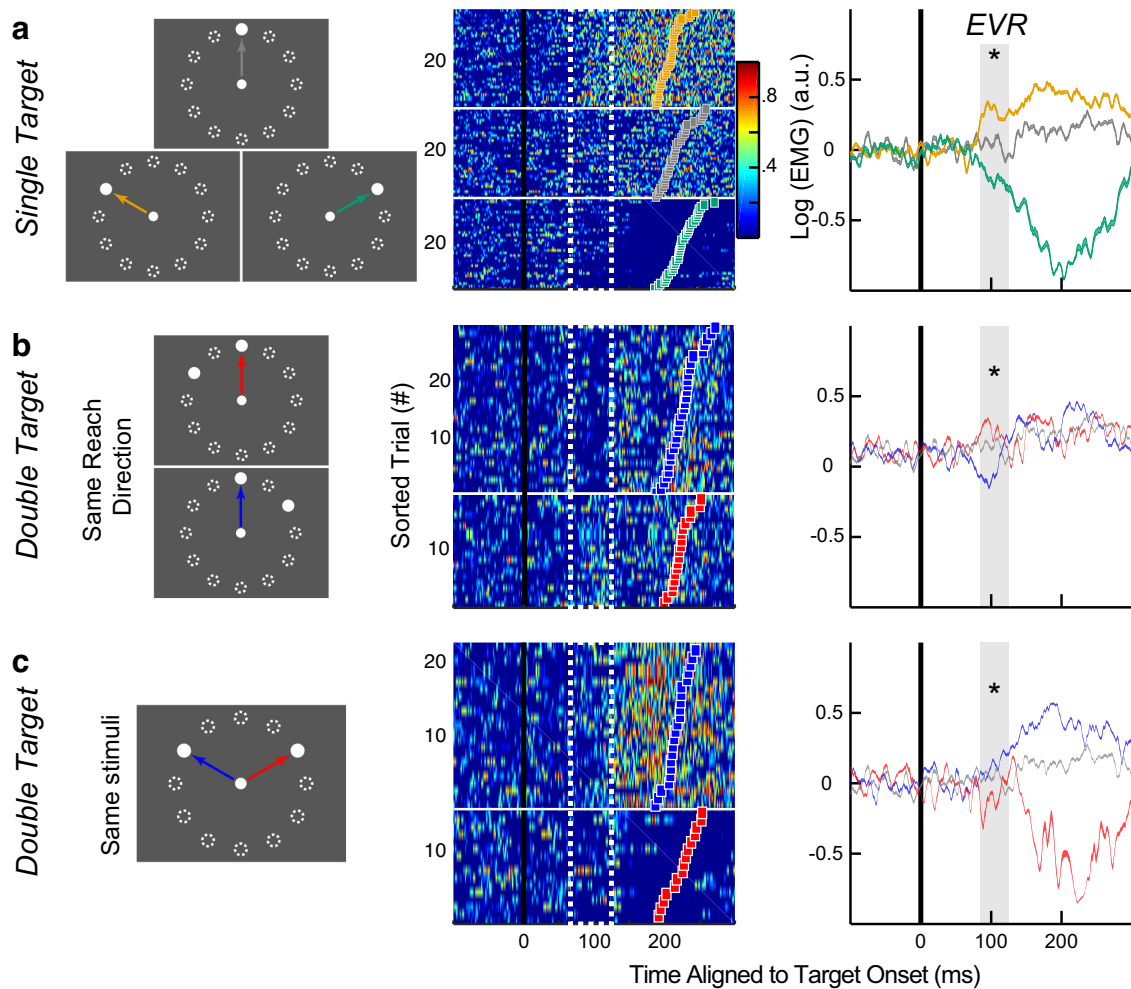 a
Single Target
20
20
20
.8
.4
EVR
*
Log (EMG) (a.u.)
0.5
0
-0.5
b
Double Target
Same Reach
Direction
Sorted Trial (#)
20
10
10
*
0.5
0
-0.5
c
Double Target
Same stimuli
20
10
10
*
0.5
0
-0.5
0
100
200
0
100
200
Time Aligned to Target Onset (ms)